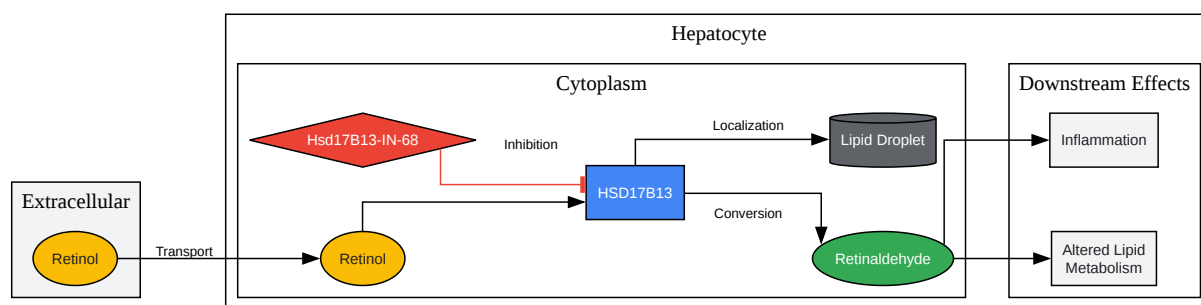 Hepatocyte
Cytoplasm
Downstream Effects
Hsd17B13-IN-68
Inhibition
Localization
Lipid Droplet
Inflammation
Extracellular
HSD17B13
Conversion
Retinol
Transport
Retinol
Retinaldehyde
Altered Lipid
Metabolism